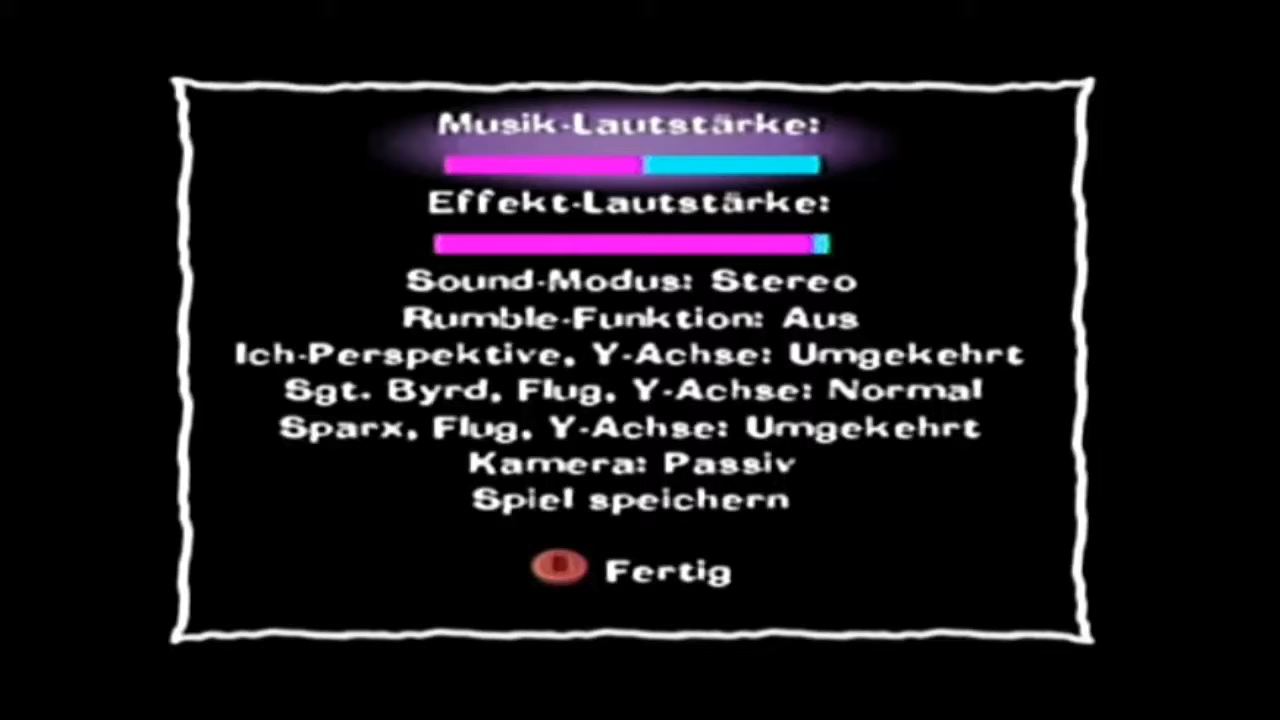 Musik-Lautstärke:
Effekt-Lautstärke:
Sound-Modus: Stereo
Rumble-Funktion: Aus
Ich-Perspektive, Y-Achse: Umgekehrt
Sgt. Byrd, Flug, Y-Achse: Normal
Sparx, Flug, Y-Achse: Umgekehrt
Kamera: Passiv
Spiel speichern
B Fertig